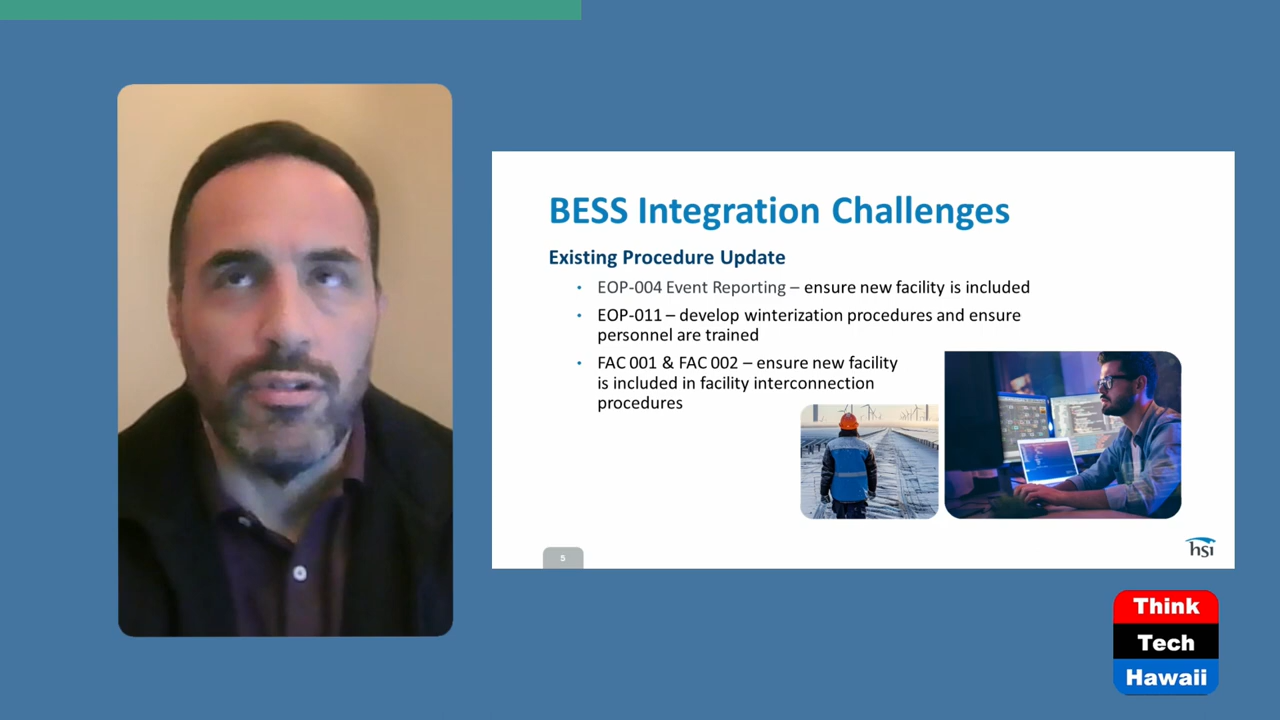 BESS Integration Challenges
Existing Procedure Update
• EOP-004 Event Reporting – ensure new facility is included
• EOP-011 – develop winterization procedures and ensure
personnel are trained
• FAC 001 & FAC 002 – ensure new facility
is included in facility interconnection
procedures
5
hsi
Think
Tech
Hawaii